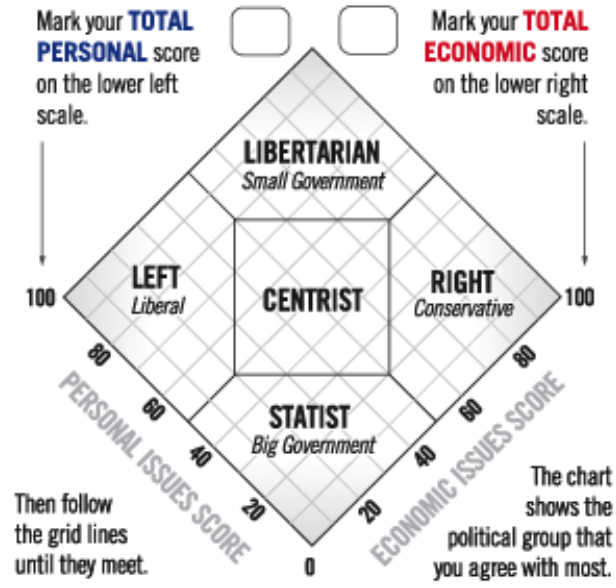 Mark your TOTAL
PERSONAL score
on the lower left
scale.
Mark your TOTAL
ECONOMIC score
on the lower right
scale.
LIBERTARIAN
Small Government
LEFT
Liberal
CENTRIST
RIGHT
Conservative
STATIST
Big Government
100
80
60
40
20
0
20
40
60
80
100
PERSONAL ISSUES SCORE
ECONOMIC ISSUES SCORE
Then follow
the grid lines
until they meet.
The chart
shows the
political group that
you agree with most.